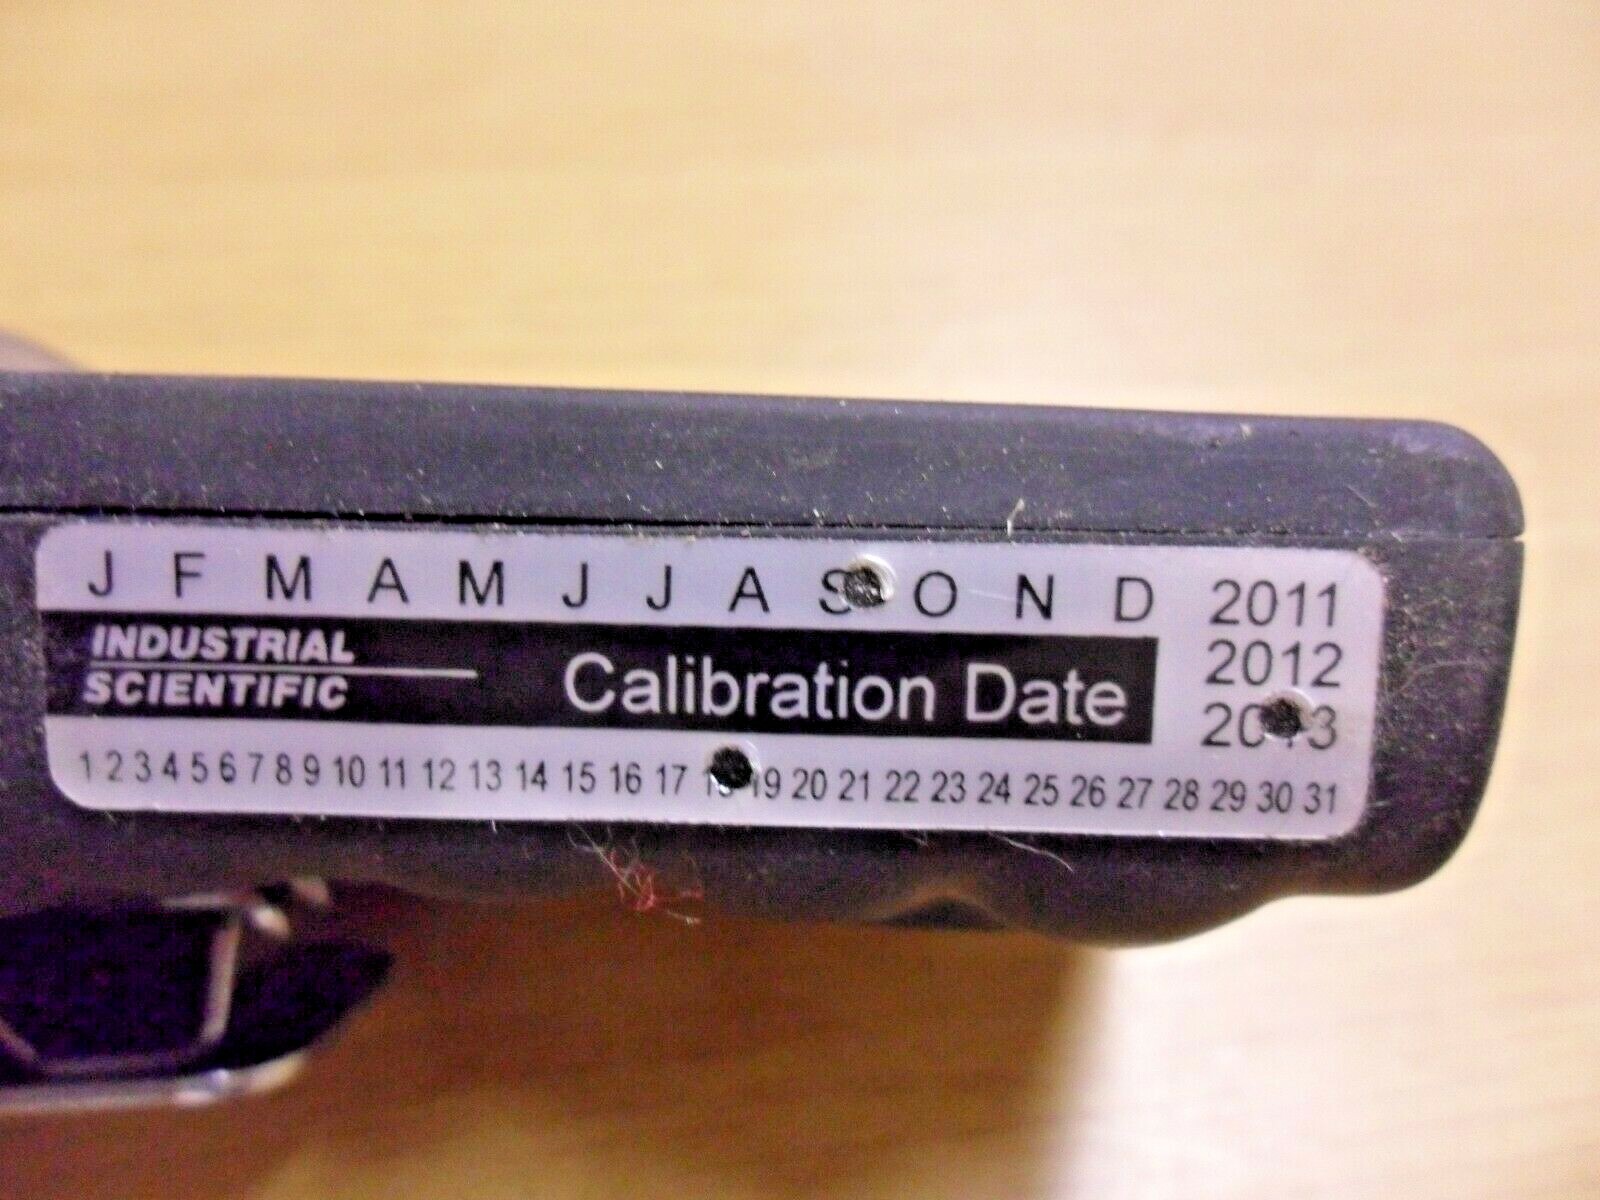 J F M A M J J A S O N D 2011
INDUSTRIAL
SCIENTIFIC
Calibration Date
2012
2013
1 2 3 4 5 6 7 8 9 10 11 12 13 14 15 16 17 18 19 20 21 22 23 24 25 26 27 28 29 30 31